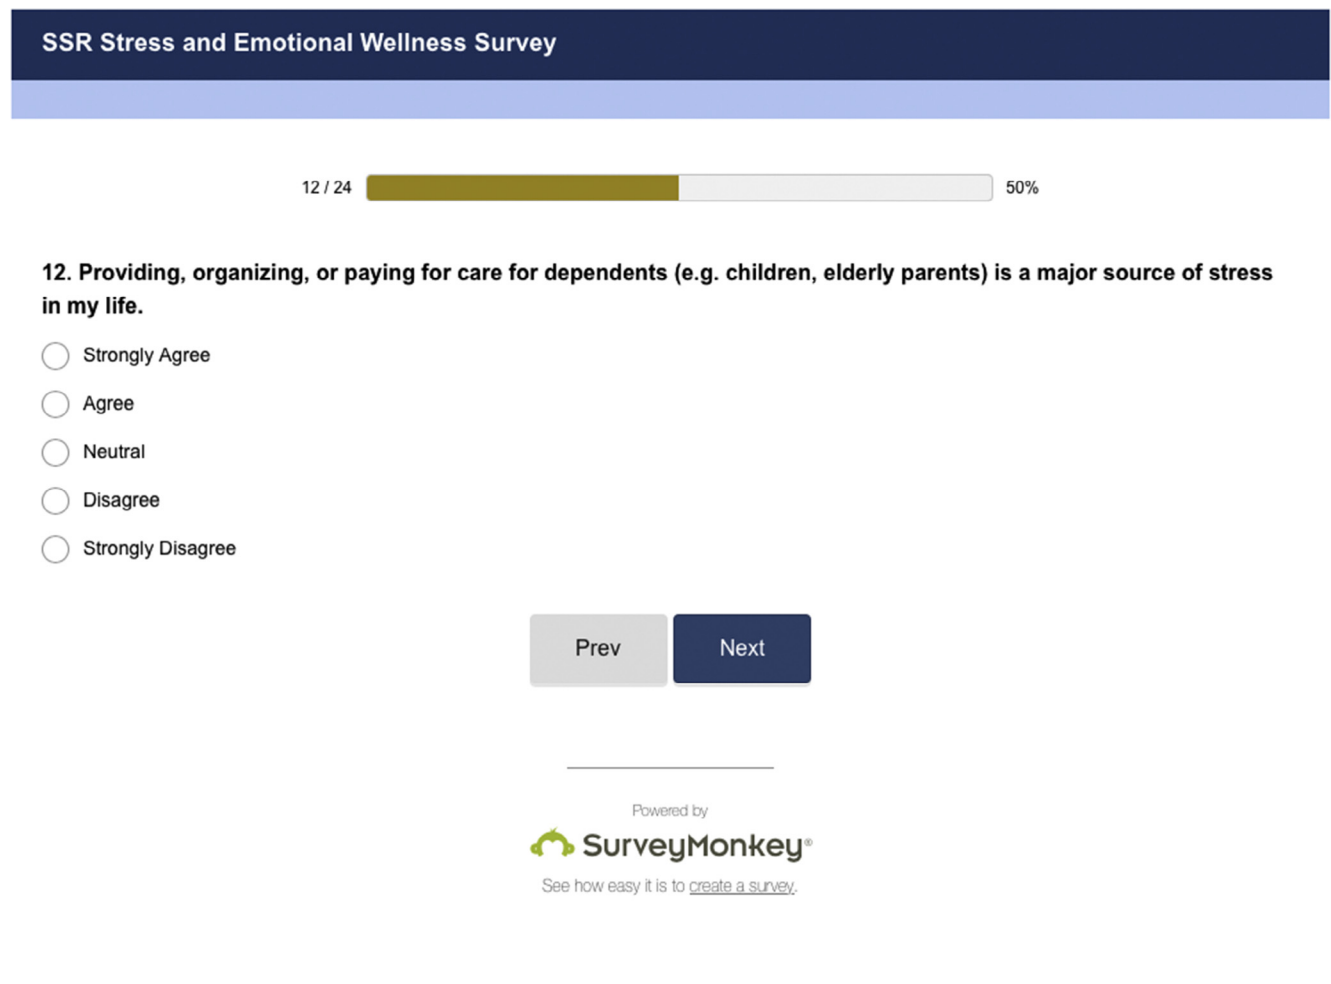 SSR Stress and Emotional Wellness Survey
12 / 24
50%
12. Providing, organizing, or paying for care for dependents (e.g. children, elderly parents) is a major source of stress
in my life.
Strongly Agree
Agree
Neutral
Disagree
Strongly Disagree
Prev
Next
Powered by
SurveyMonkey®
See how easy it is to create a survey.